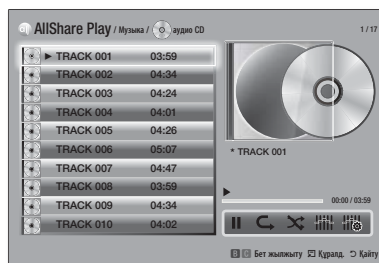 AllShare Play / Музыка / аудио CD 1 / 17
TRACK 001 03:59
TRACK 002 04:34
TRACK 003 04:24
TRACK 004 04:01
TRACK 005 04:26
TRACK 006 05:07
TRACK 007 04:47
TRACK 008 03:59
TRACK 009 04:34
TRACK 010 04:02
* TRACK 001
00:00 / 03:59
B C Бет жылжыту Құралд. Қайту